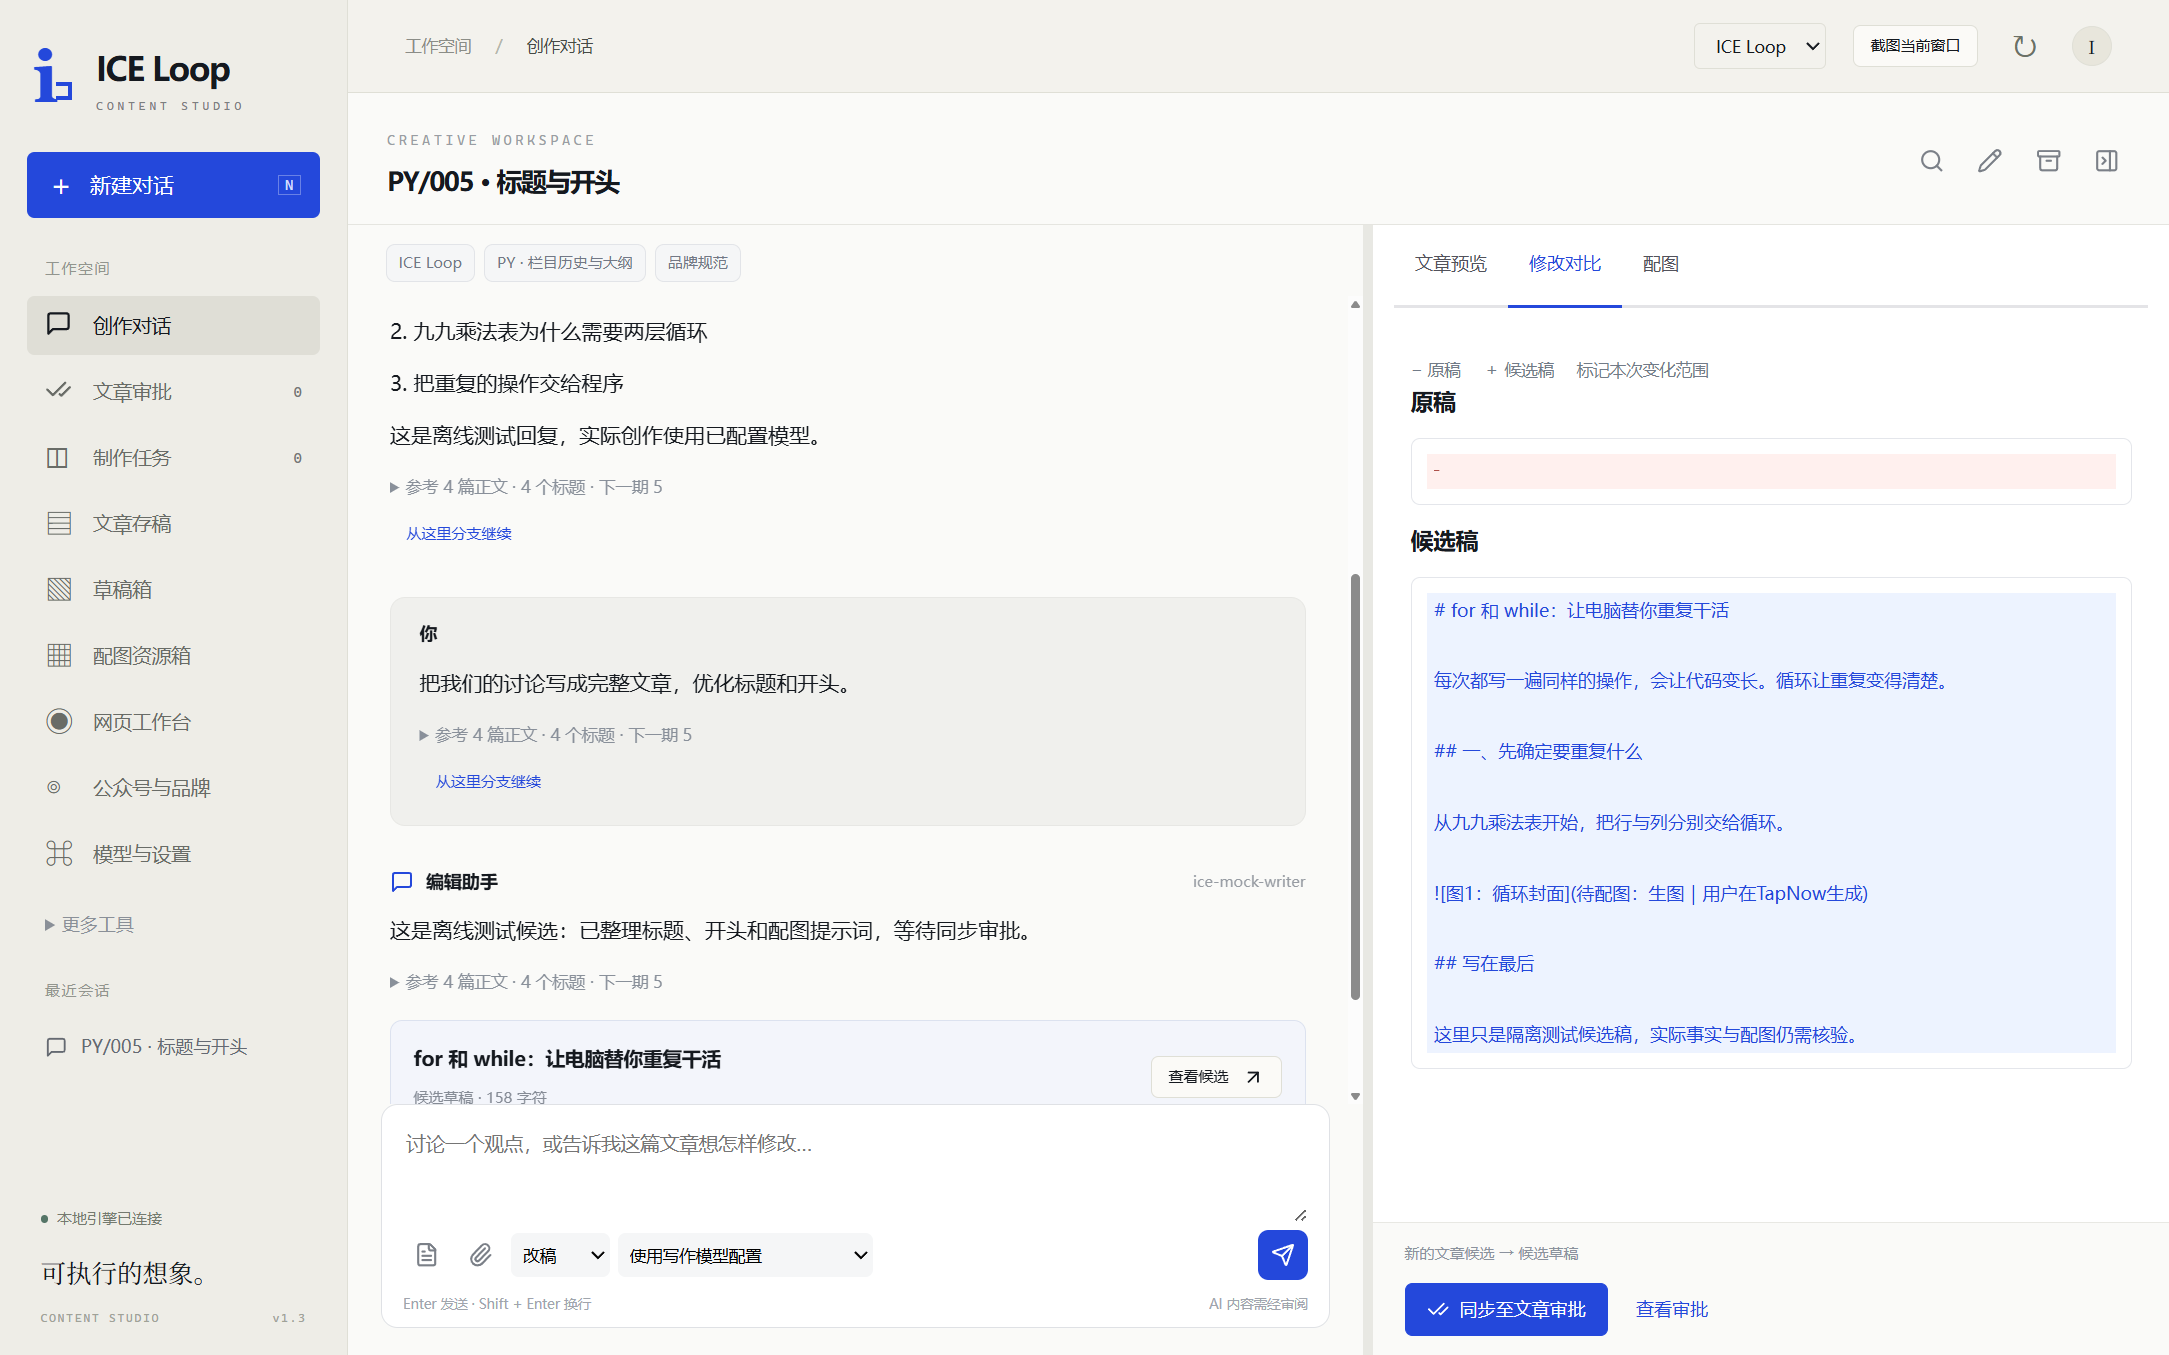 ICE Loop
CONTENT STUDIO
+ 新建对话 N
工作空间
创作对话
文章审批 0
制作任务 0
文章存稿
草稿箱
配图资源箱
网页工作台
公众号与品牌
模型与设置
更多工具
最近会话
PY/005 · 标题与开头
本地引擎已连接
可执行的想象。
CONTENT STUDIO v1.3
工作空间 / 创作对话
ICE Loop
截图当前窗口
I
CREATIVE WORKSPACE
PY/005 • 标题与开头
ICE Loop
PY · 栏目历史与大纲
品牌规范
2. 九九乘法表为什么需要两层循环
3. 把重复的操作交给程序
这是离线测试回复，实际创作使用已配置模型。
参考 4 篇正文 · 4 个标题 · 下一期 5
从这里分支继续
你
把我们的讨论写成完整文章，优化标题和开头。
参考 4 篇正文 · 4 个标题 · 下一期 5
从这里分支继续
编辑助手
ice-mock-writer
这是离线测试候选：已整理标题、开头和配图提示词，等待同步审批。
参考 4 篇正文 · 4 个标题 · 下一期 5
for 和 while：让电脑替你重复干活
候选草稿 · 158 字符
查看候选
讨论一个观点，或告诉我这篇文章想怎样修改...
改稿
使用写作模型配置
Enter 发送 · Shift + Enter 换行
AI 内容需经审阅
文章预览
修改对比
配图
− 原稿 + 候选稿 标记本次变化范围
原稿
-
候选稿
# for 和 while：让电脑替你重复干活
每次都写一遍同样的操作，会让代码变长。循环让重复变得清楚。
## 一、先确定要重复什么
从九九乘法表开始，把行与列分别交给循环。
![图1：循环封面](待配图：生图 | 用户在TapNow生成)
## 写在最后
这里只是隔离测试候选稿，实际事实与配图仍需核验。
新的文章候选 → 候选草稿
同步至文章审批
查看审批